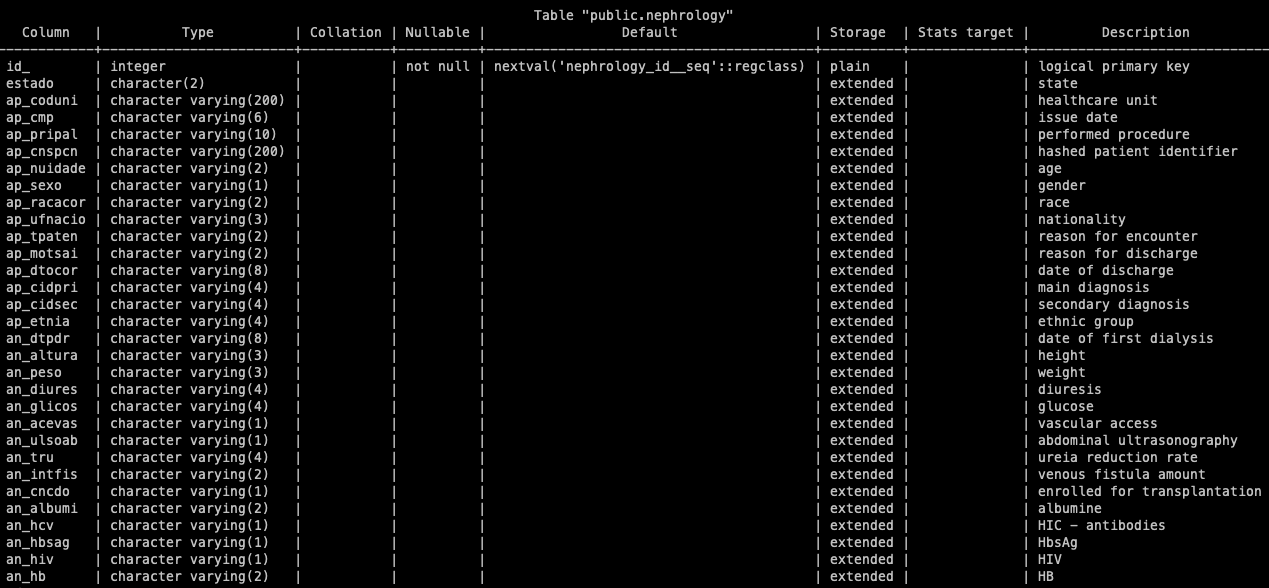 Table "public.nephrology"
Column | Type | Collation | Nullable | Default | Storage | Stats target | Description
id_ | integer | | not null | nextval('nephrology_id__seq'::regclass) | plain | | logical primary key
estado | character(2) | | | | extended | | state
ap_coduni | character varying(200) | | | | extended | | healthcare unit
ap_cmp | character varying(6) | | | | extended | | issue date
ap_pripal | character varying(10) | | | | extended | | performed procedure
ap_cnspcn | character varying(200) | | | | extended | | hashed patient identifier
ap_nuidade | character varying(2) | | | | extended | | age
ap_sexo | character varying(1) | | | | extended | | gender
ap_racacor | character varying(2) | | | | extended | | race
ap_ufnacio | character varying(3) | | | | extended | | nationality
ap_tpaten | character varying(2) | | | | extended | | reason for encounter
ap_motsai | character varying(2) | | | | extended | | reason for discharge
ap_dtocor | character varying(8) | | | | extended | | date of discharge
ap_cidpri | character varying(4) | | | | extended | | main diagnosis
ap_cidsec | character varying(4) | | | | extended | | secondary diagnosis
ap_etnia | character varying(4) | | | | extended | | ethnic group
an_dtpdr | character varying(8) | | | | extended | | date of first dialysis
an_altura | character varying(3) | | | | extended | | height
an_peso | character varying(3) | | | | extended | | weight
an_diures | character varying(4) | | | | extended | | diuresis
an_glicos | character varying(4) | | | | extended | | glucose
an_acevas | character varying(1) | | | | extended | | vascular access
an_ulsoab | character varying(1) | | | | extended | | abdominal ultrasonography
an_tru | character varying(4) | | | | extended | | ureia reduction rate
an_intfis | character varying(2) | | | | extended | | venous fistula amount
an_cncdo | character varying(1) | | | | extended | | enrolled for transplantation
an_albumi | character varying(2) | | | | extended | | albumine
an_hcv | character varying(1) | | | | extended | | HIC – antibodies
an_hbsag | character varying(1) | | | | extended | | HbsAg
an_hiv | character varying(1) | | | | extended | | HIV
an_hb | character varying(2) | | | | extended | | HB